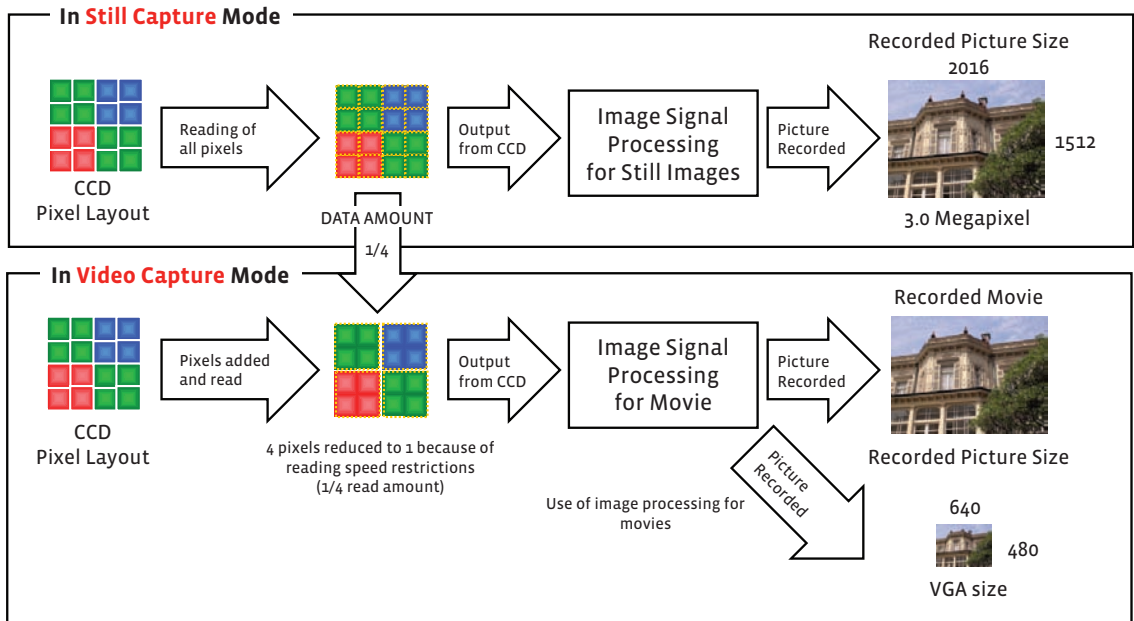 In Still Capture Mode
CCD
Pixel Layout
Reading of
all pixels
Output
from CCD
Image Signal
Processing
for Still Images
Picture
Recorded
Recorded Picture Size
2016
1512
3.0 Megapixel
DATA AMOUNT
1/4
In Video Capture Mode
CCD
Pixel Layout
Pixels added
and read
4 pixels reduced to 1 because of
reading speed restrictions
(1/4 read amount)
Output
from CCD
Image Signal
Processing
for Movie
Picture
Recorded
Recorded Movie
Recorded Picture Size
Picture
Recorded
Use of image processing for
movies
640
480
VGA size